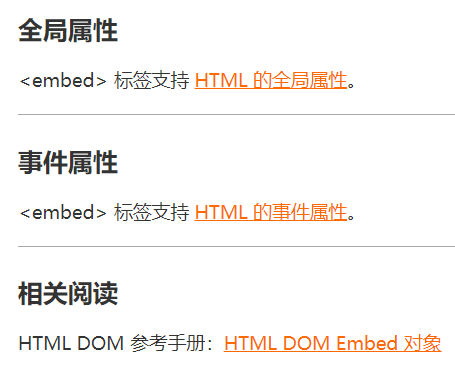 全局属性
<embed> 标签支持 HTML 的全局属性。
事件属性
<embed> 标签支持 HTML 的事件属性。
相关阅读
HTML DOM 参考手册：HTML DOM Embed 对象